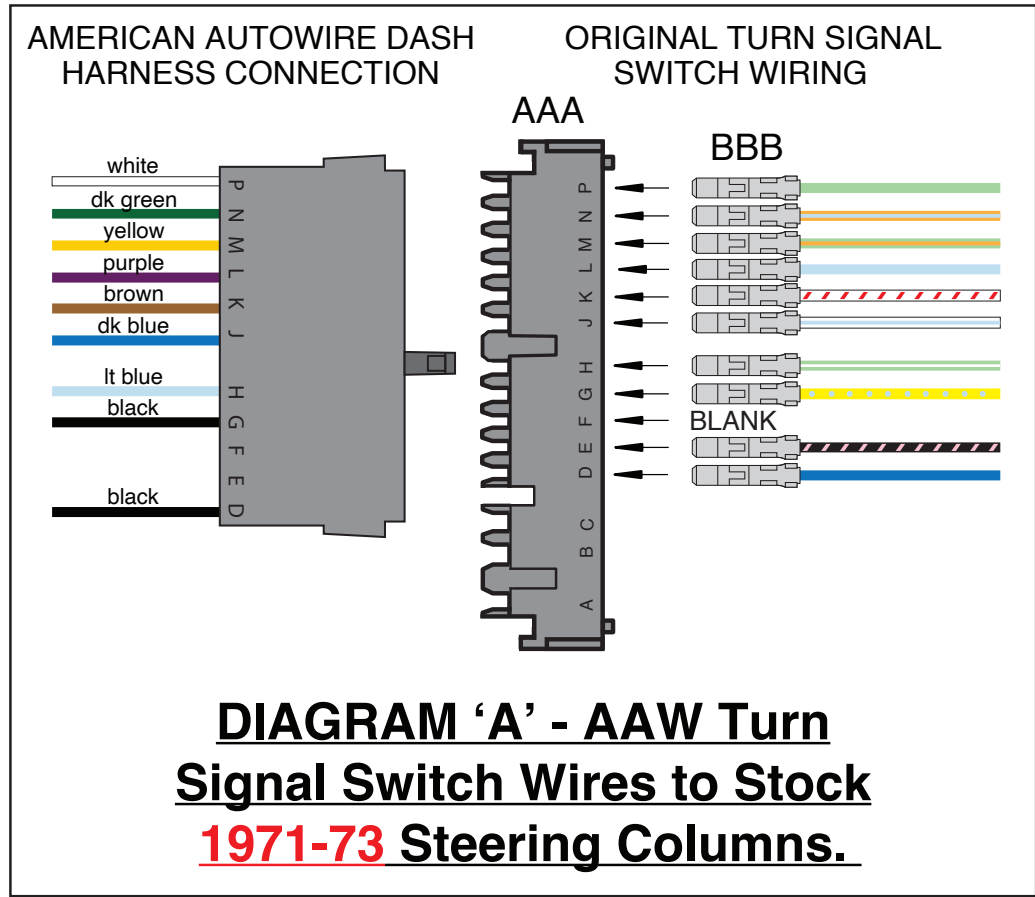 AMERICAN AUTOWIRE DASH
HARNESS CONNECTION
ORIGINAL TURN SIGNAL
SWITCH WIRING
AAA
BBB
white
dk green
yellow
purple
brown
dk blue
lt blue
black
black
P
N
M
L
K
J
H
G
F
E
D
P
N
M
L
K
J
H
G
F
E
D
C
B
A
BLANK
DIAGRAM ‘A’ - AAW Turn
Signal Switch Wires to Stock
1971-73 Steering Columns.